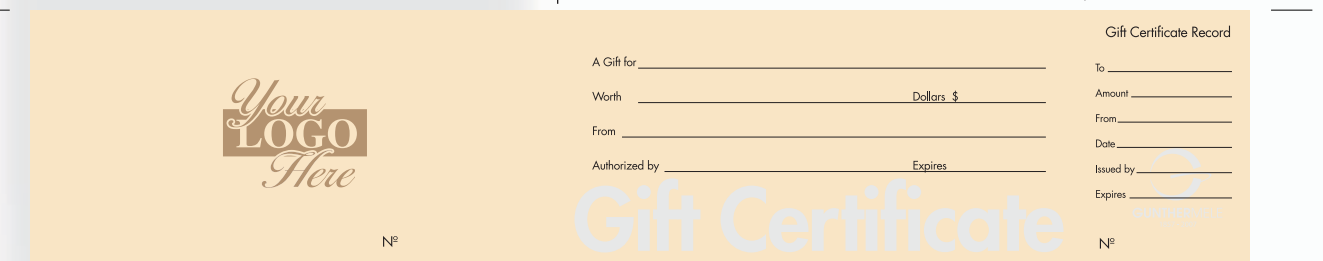 Your
LOGO
Here
Nº
A Gift for
Worth Dollars $
From
Authorized by Expires
Gift Certificate
Gift Certificate Record
To
Amount
From
Date
Issued by
Expires
Nº